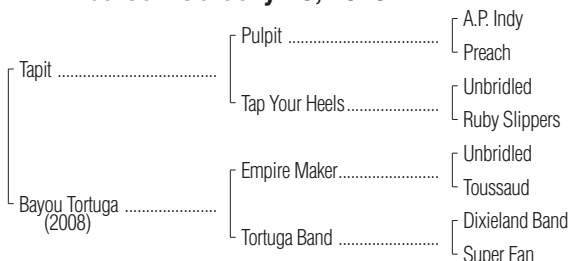 Pulpit
A.P. Indy
Preach
Tapit
Tap Your Heels
Unbridled
Ruby Slippers
Empire Maker
Unbridled
Toussaud
Bayou Tortuga
(2008)
Tortuga Band
Dixieland Band
Super Fan